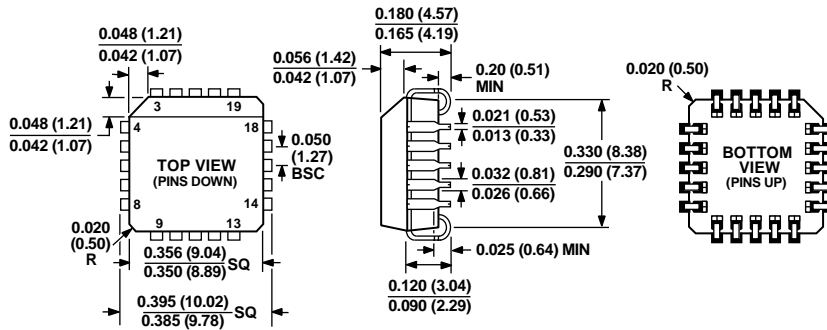 0.048 (1.21)
0.042 (1.07)
0.048 (1.21)
0.042 (1.07)
3
19
4
18
TOP VIEW
(PINS DOWN)
0.050
(1.27)
BSC
8
14
9
13
0.020
(0.50)
R
0.356 (9.04)
0.350 (8.89)
SQ
0.395 (10.02)
0.385 (9.78)
SQ
0.180 (4.57)
0.165 (4.19)
0.056 (1.42)
0.042 (1.07)
0.20 (0.51)
MIN
0.021 (0.53)
0.013 (0.33)
0.032 (0.81)
0.026 (0.66)
0.330 (8.38)
0.290 (7.37)
0.025 (0.64) MIN
0.120 (3.04)
0.090 (2.29)
0.020 (0.50)
R
BOTTOM
VIEW
(PINS UP)